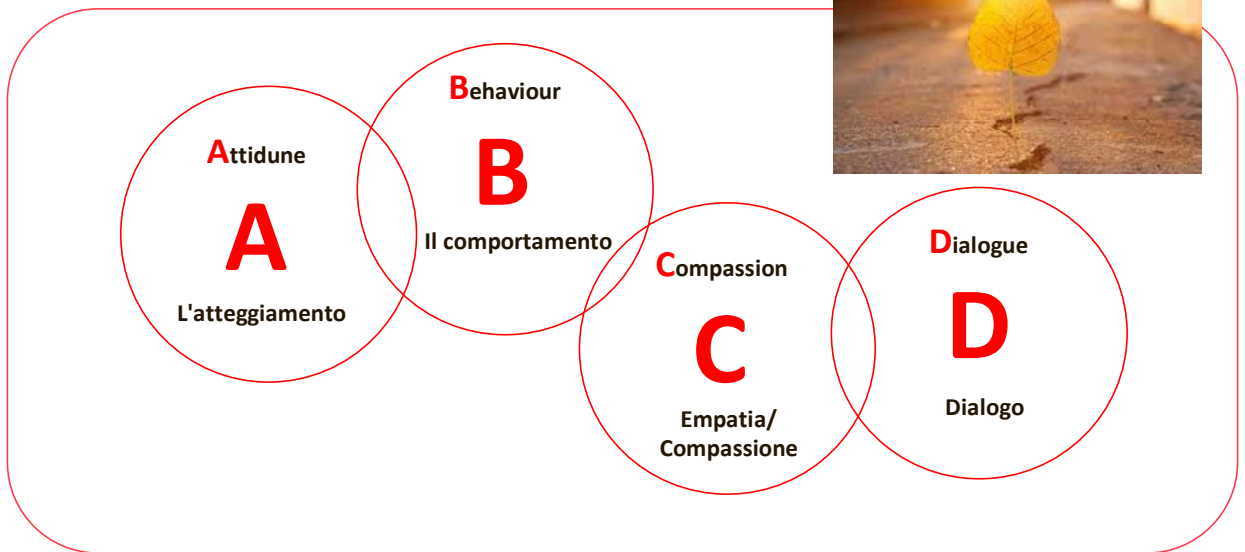 Attidune
A
L'atteggiamento
Behaviour
B
Il comportamento
Compassion
C
Empatia/
Compassione
Dialogue
D
Dialogo